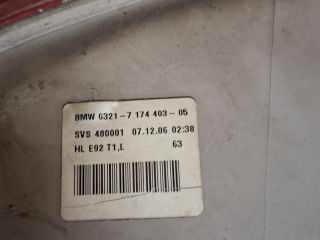 BMW 6321-7 174 403-05
SVS 480001 07.12.06 02:38
HL E92 T1,L 63